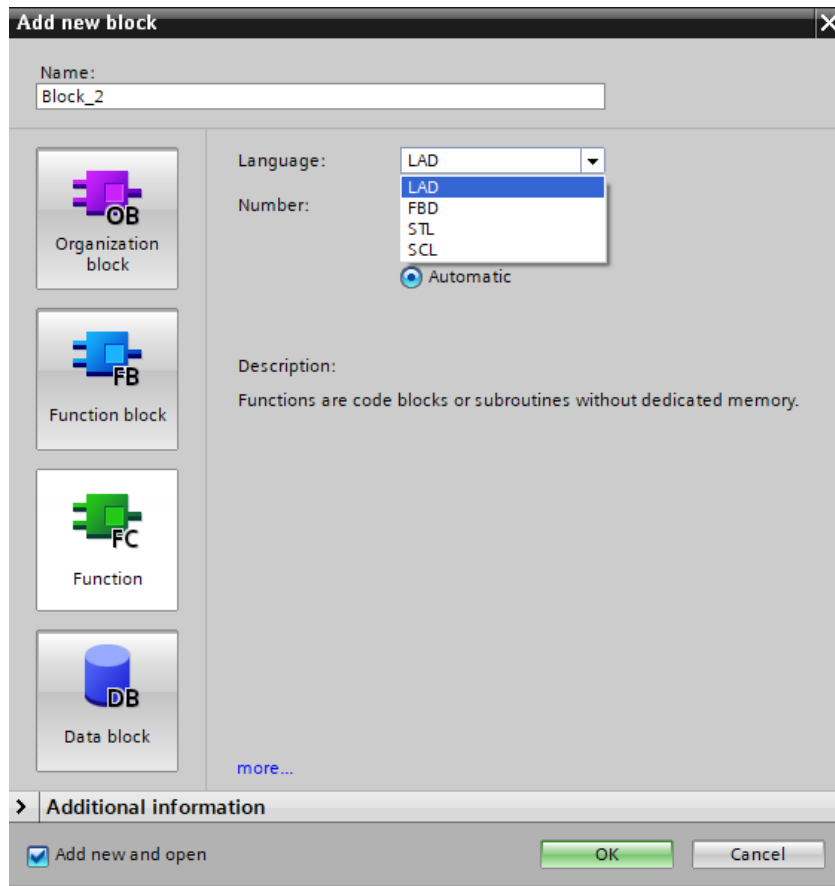 Add new block
Name:
Block_2
OB
Organization
block
FB
Function block
FC
Function
DB
Data block
Language:
LAD
LAD
FBD
STL
SCL
Number:
Automatic
Description:
Functions are code blocks or subroutines without dedicated memory.
more...
Additional information
Add new and open
OK
Cancel